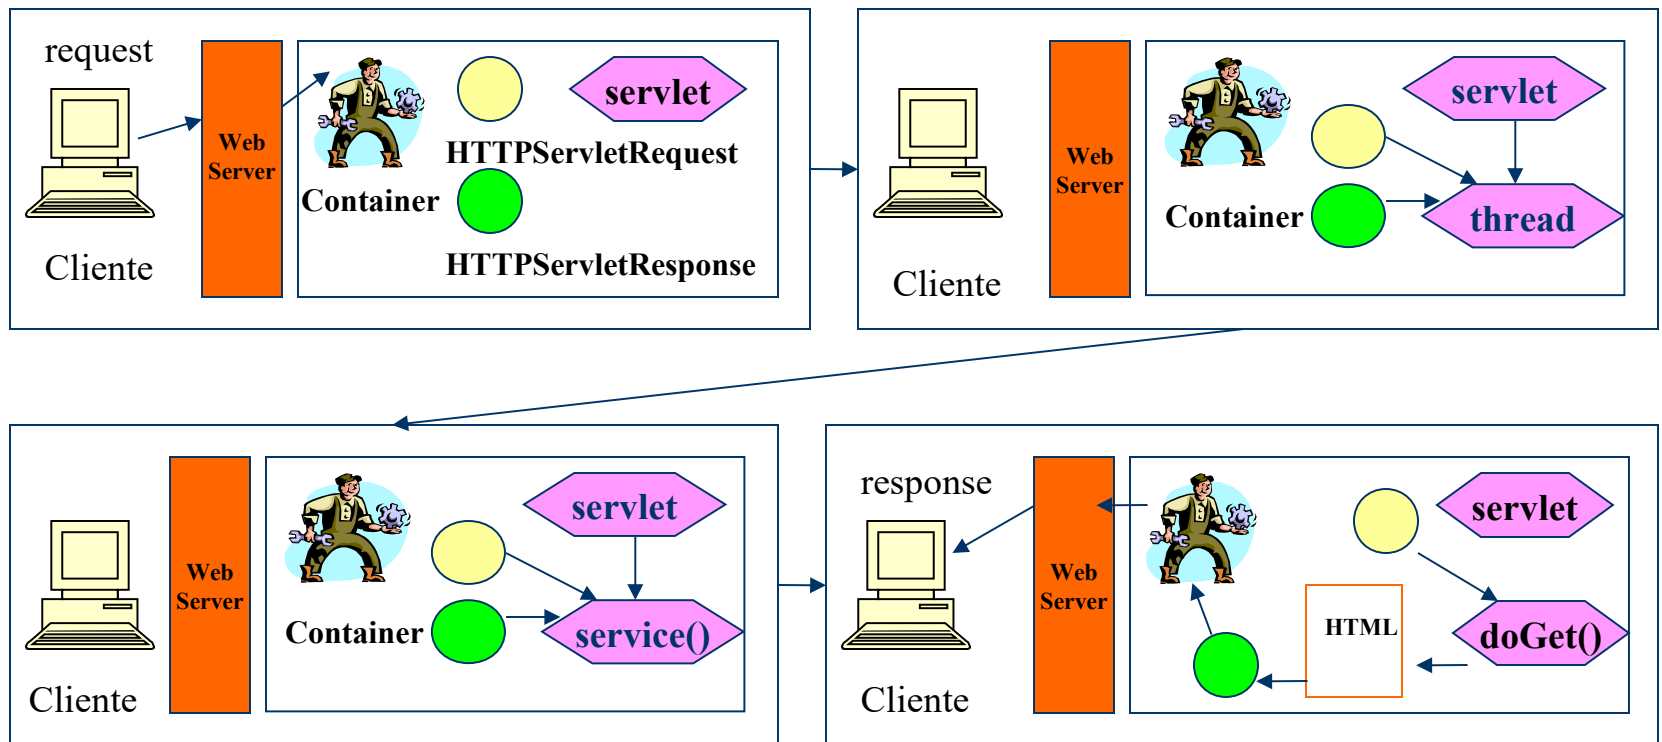 request
servlet
Web
Server
HTTPServletRequest
Container
Cliente
HTTPServletResponse
servlet
Web
Server
Container
thread
Cliente
servlet
Web
Server
Container
service()
Cliente
response
servlet
Web
Server
HTML
doGet()
Cliente